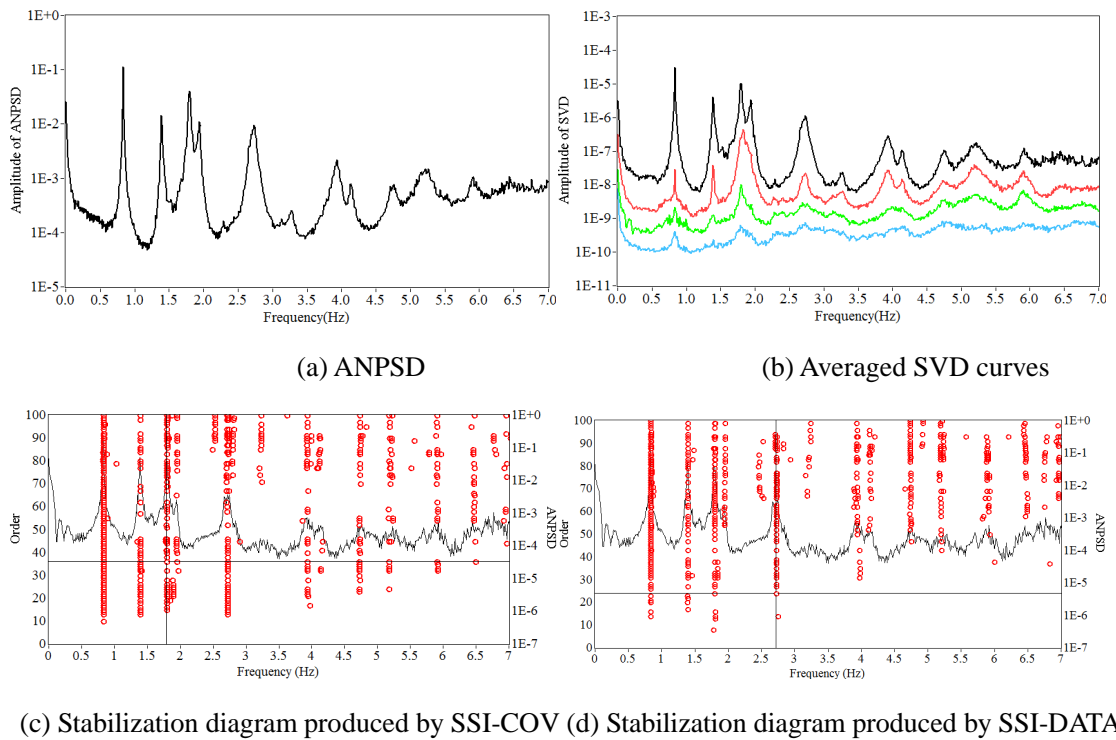 1E+0
1E-1
1E-2
1E-3
1E-4
1E-5
Amplitude of ANPSD
0.0 0.5 1.0 1.5 2.0 2.5 3.0 3.5 4.0 4.5 5.0 5.5 6.0 6.5 7.0
Frequency(Hz)
(a) ANPSD
1E-3
1E-4
1E-5
1E-6
1E-7
1E-8
1E-9
1E-10
1E-11
Amplitude of SVD
0.0 0.5 1.0 1.5 2.0 2.5 3.0 3.5 4.0 4.5 5.0 5.5 6.0 6.5 7.0
Frequency(Hz)
(b) Averaged SVD curves
100
90
80
70
60
50
40
30
20
10
0
Order
1E+0
1E-1
1E-2
1E-3
1E-4
1E-5
1E-6
1E-7
ANPSD
0 0.5 1 1.5 2 2.5 3 3.5 4 4.5 5 5.5 6 6.5 7
Frequency (Hz)
(c) Stabilization diagram produced by SSI-COV
100
90
80
70
60
50
40
30
20
10
0
Order
1E+0
1E-1
1E-2
1E-3
1E-4
1E-5
1E-6
1E-7
ANPSD
0 0.5 1 1.5 2 2.5 3 3.5 4 4.5 5 5.5 6 6.5 7
Frequency (Hz)
(d) Stabilization diagram produced by SSI-DATA